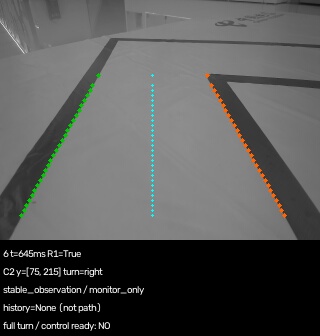 6 t=645ms R1=True
C2 y=[75, 215] turn=right
stable_observation / monitor_only
history=None (not path)
full turn / control ready: NO